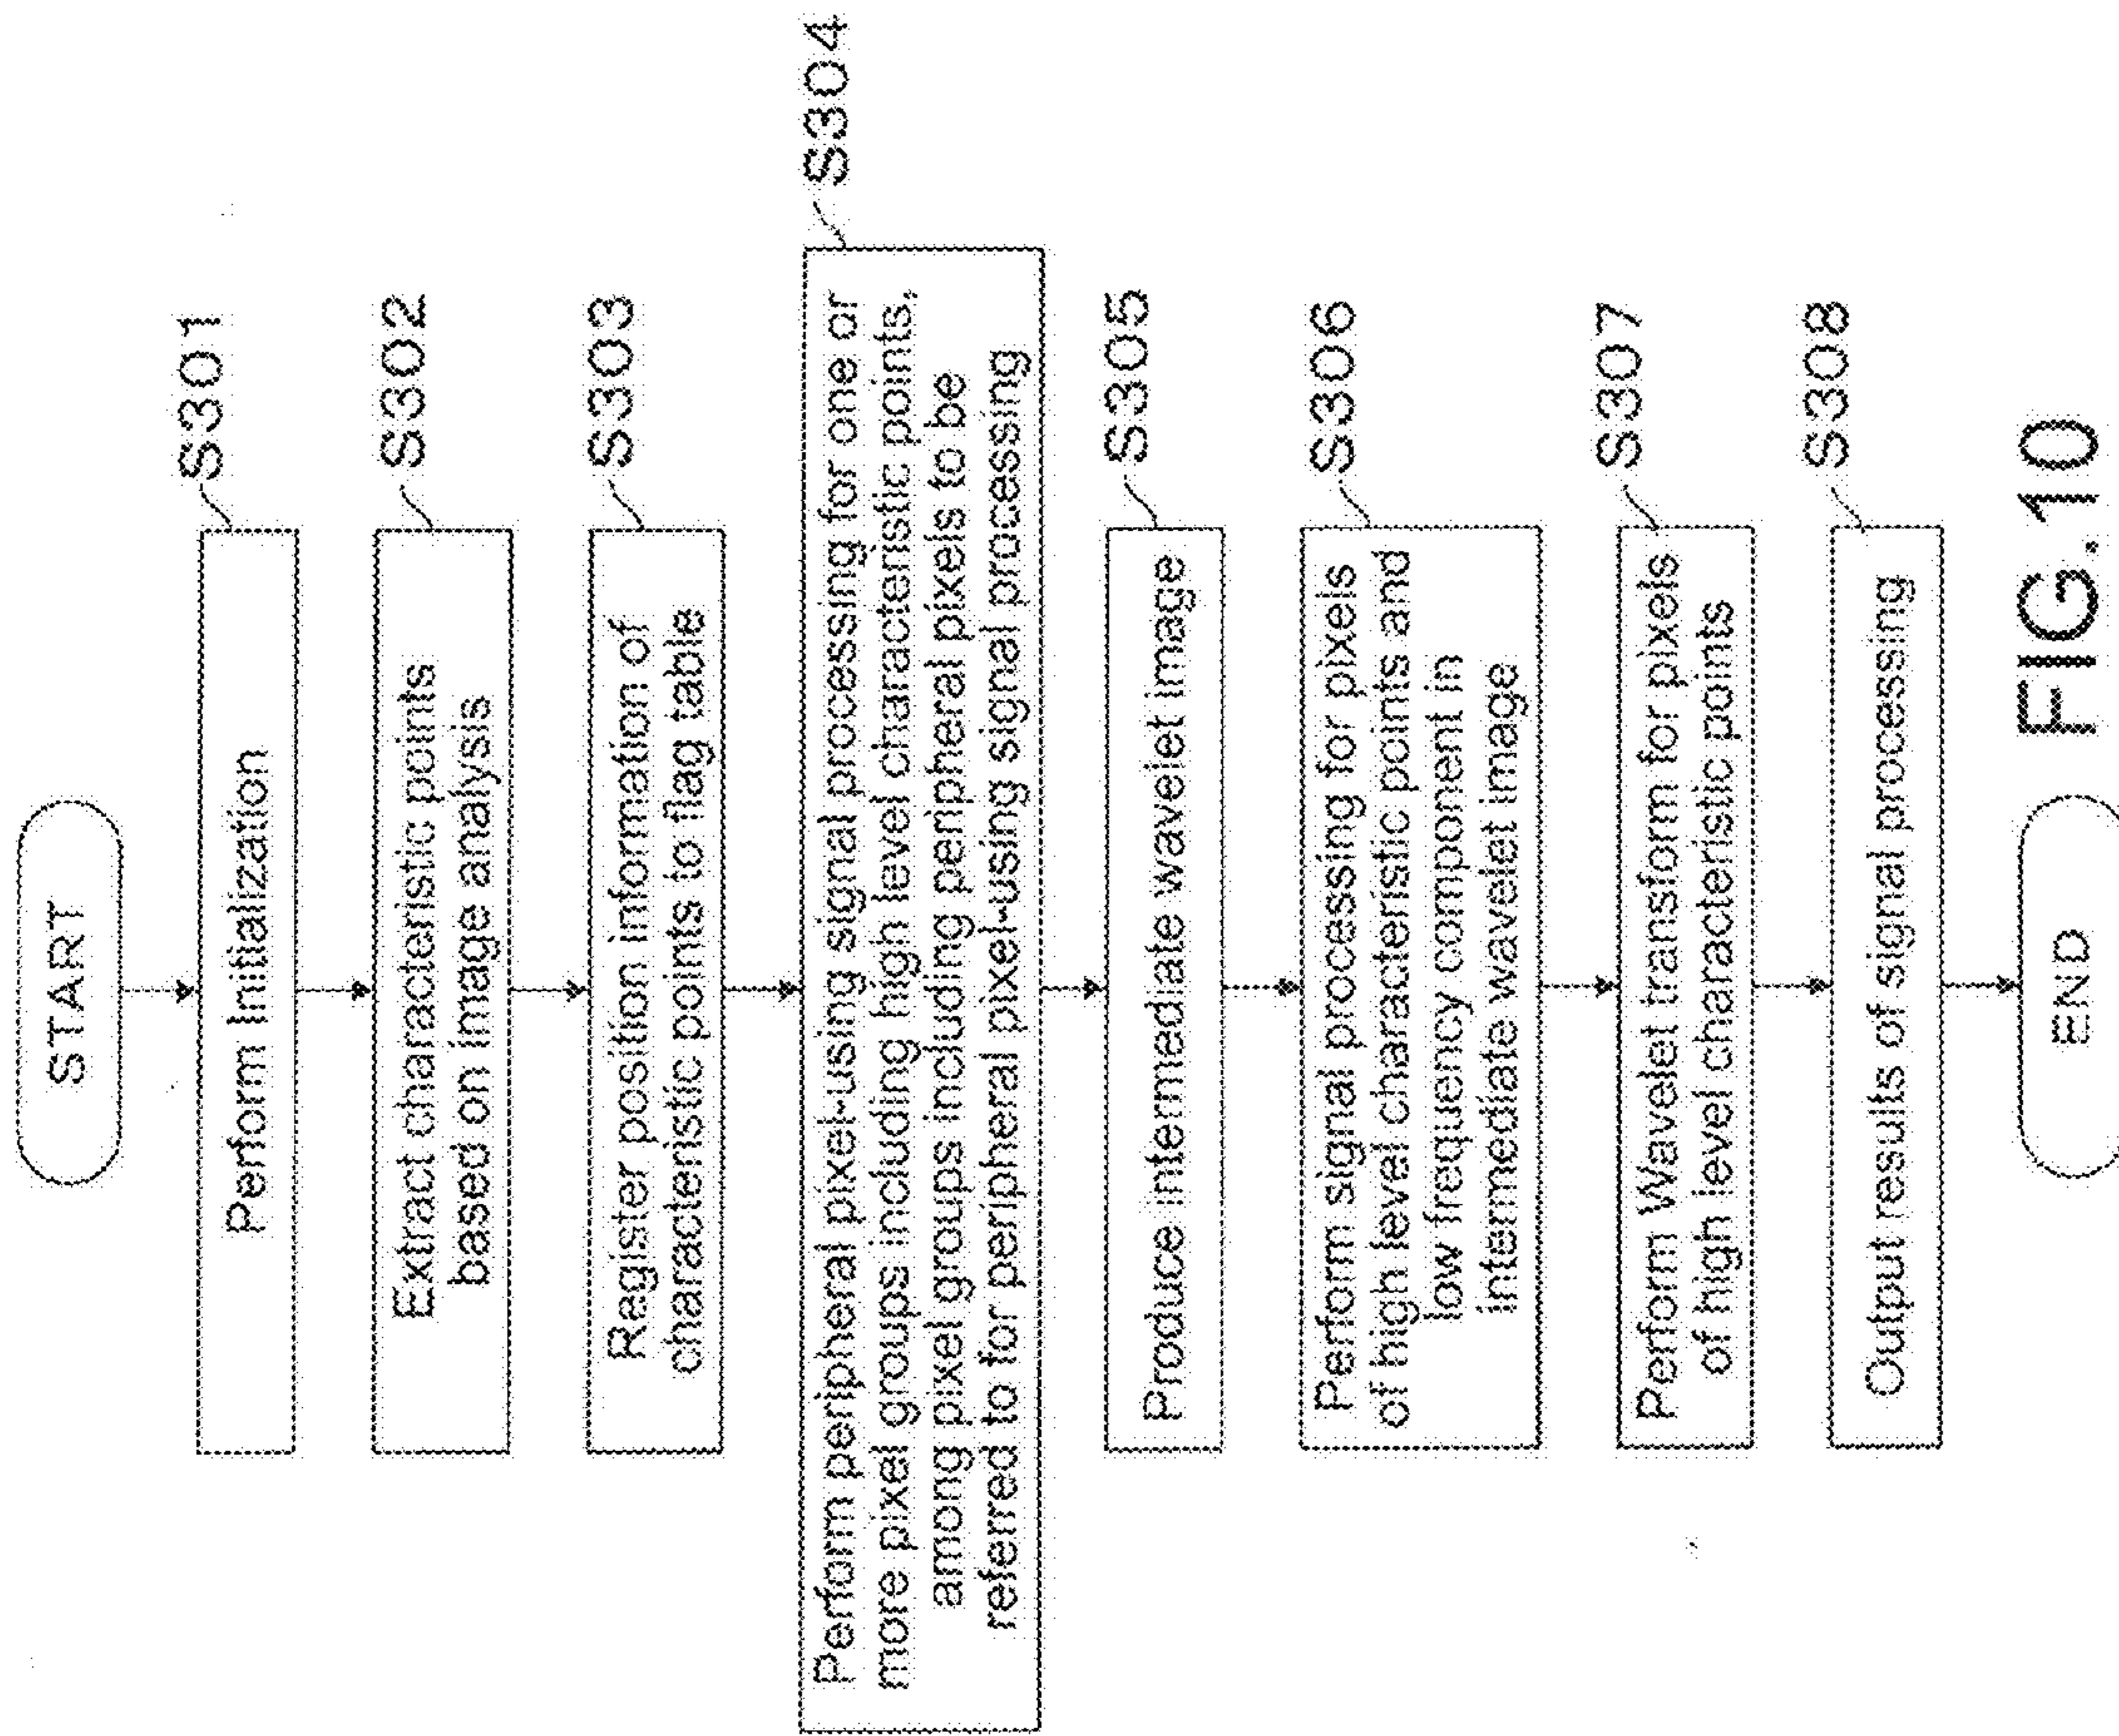 START
Perform Initialization
S301
Extract characteristic points
based on image analysis
S302
Register position information of
characteristic points to flag table
S303
Perform peripheral pixel-using signal processing for one or
more pixel groups including high level characteristic points,
among pixel groups including peripheral pixels to be
referred to for peripheral pixel-using signal processing
S304
Produce intermediate wavelet image
S305
Perform signal processing for pixels
of high level characteristic points and
low frequency component in
intermediate wavelet image
S306
Perform Wavelet transform for pixels
of high level characteristic points
S307
Output results of signal processing
S308
END
FIG.10